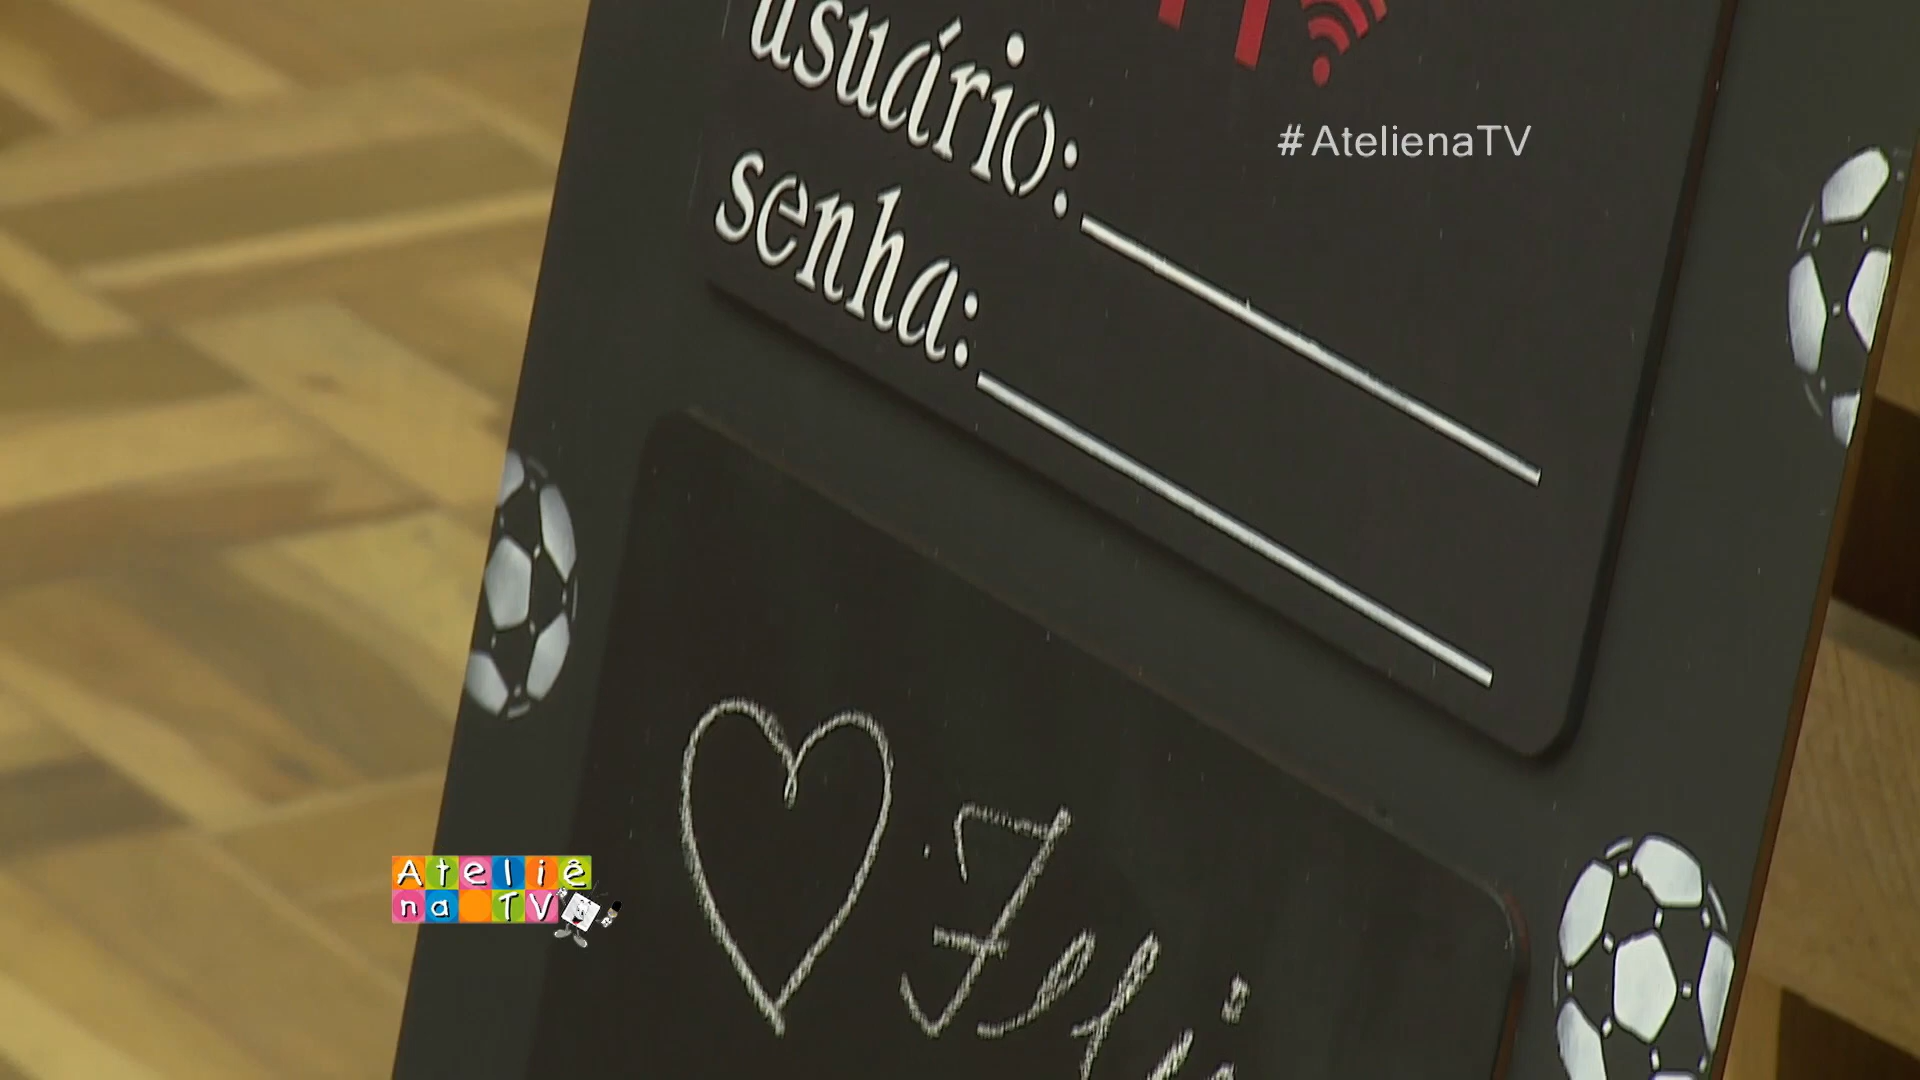 usuário:
#AtelienaTV
senha:
Ateliê
na TV